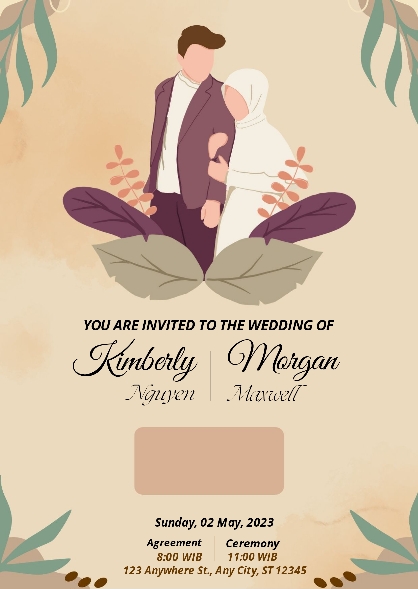 YOU ARE INVITED TO THE WEDDING OF
Kimberly Morgan
Nguyen Maxwell
Sunday, 02 May, 2023
Agreement Ceremony
8:00 WIB 11:00 WIB
123 Anywhere St., Any City, ST 12345